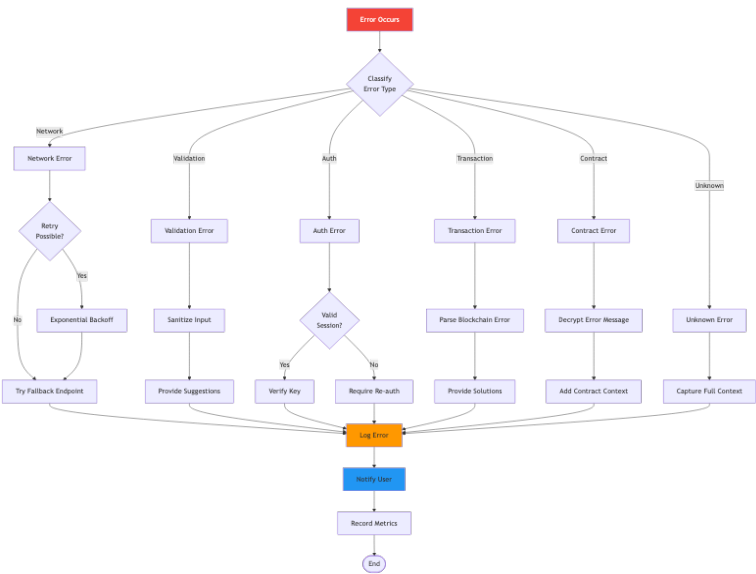 Error Occurs
Classify
Error Type
Network
Validation
Auth
Transaction
Contract
Unknown
Network Error
Retry
Possible?
Validation Error
Auth Error
Transaction Error
Contract Error
Yes
No
Exponential Backoff
Sanitize Input
Valid
Session?
Parse Blockchain Error
Decrypt Error Message
Unknown Error
Yes
No
Try Fallback Endpoint
Provide Suggestions
Verify Key
Require Re-auth
Provide Solutions
Add Contract Context
Capture Full Context
Log Error
Notify User
Record Metrics
End